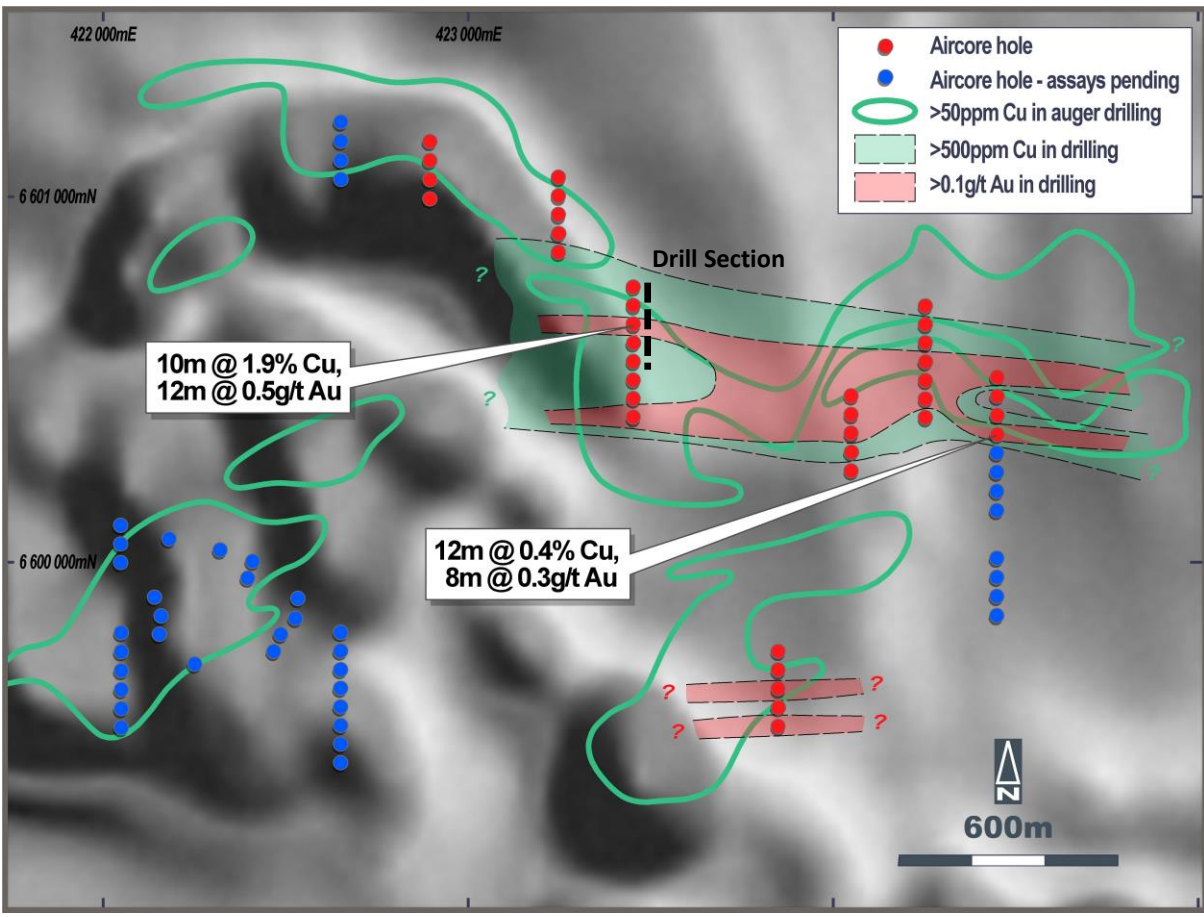 422 000mE
423 000mE
Aircore hole
Aircore hole - assays pending
>50ppm Cu in auger drilling
>500ppm Cu in drilling
>0.1g/t Au in drilling
6 601 000mN
Drill Section
?
?
?
10m @ 1.9% Cu,
12m @ 0.5g/t Au
?
12m @ 0.4% Cu,
8m @ 0.3g/t Au
6 600 000mN
? ?
? ?
N
600m